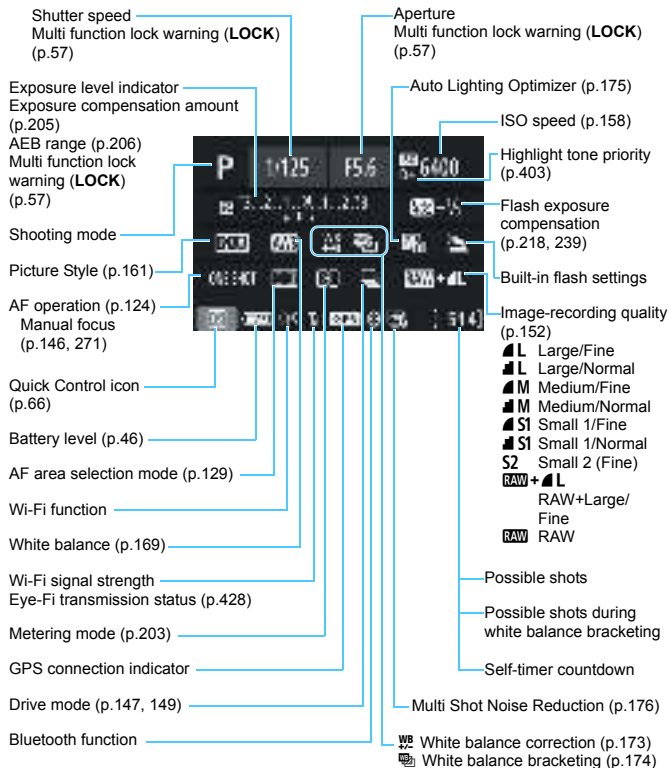 Shutter speed
Multi function lock warning (LOCK)
(p.57)
Aperture
Multi function lock warning (LOCK)
(p.57)
Exposure level indicator
Exposure compensation amount
(p.205)
AEB range (p.206)
Multi function lock
warning (LOCK)
(p.57)
Shooting mode
Picture Style (p.161)
AF operation (p.124)
Manual focus
(p.146, 271)
Quick Control icon
(p.66)
Battery level (p.46)
AF area selection mode (p.129)
Wi-Fi function
White balance (p.169)
Wi-Fi signal strength
Eye-Fi transmission status (p.428)
Metering mode (p.203)
GPS connection indicator
Drive mode (p.147, 149)
Bluetooth function
P 1/125 F5.6 6400
ONE SHOT RAW+L
[ 514]
Auto Lighting Optimizer (p.175)
ISO speed (p.158)
Highlight tone priority
(p.403)
Flash exposure
compensation
(p.218, 239)
Built-in flash settings
Image-recording quality
(p.152)
L Large/Fine
L Large/Normal
M Medium/Fine
M Medium/Normal
S1 Small 1/Fine
S1 Small 1/Normal
S2 Small 2 (Fine)
RAW + L
RAW+Large/
Fine
RAW RAW
Possible shots
Possible shots during
white balance bracketing
Self-timer countdown
Multi Shot Noise Reduction (p.176)
WB +/- White balance correction (p.173)
WB White balance bracketing (p.174)